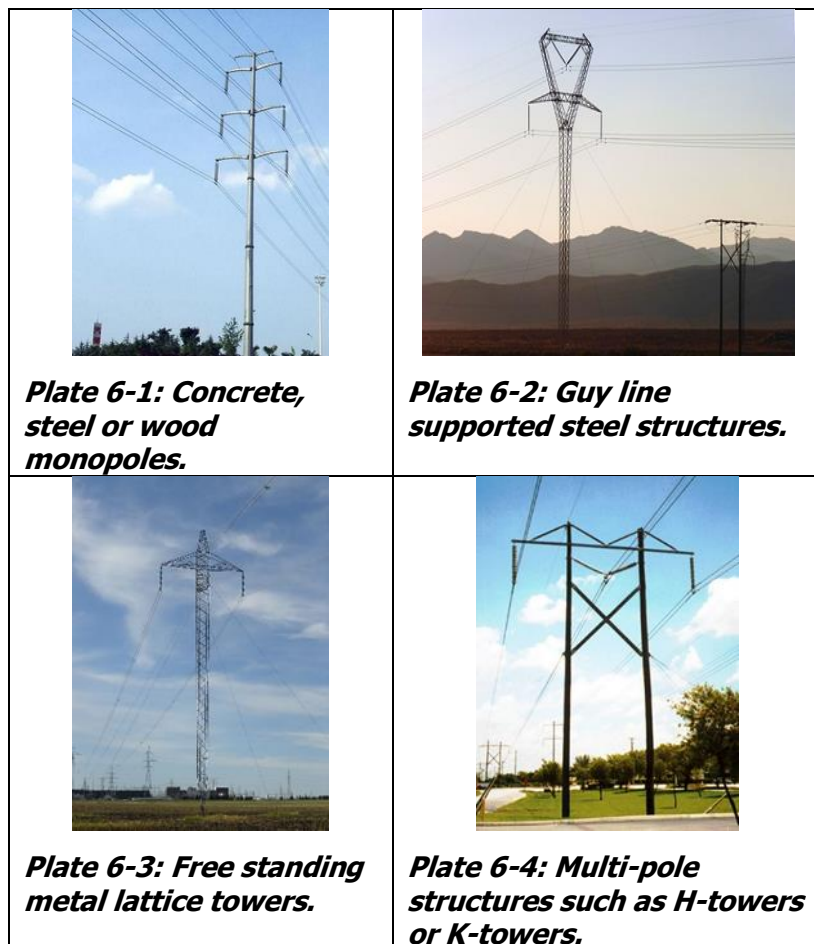 Plate 6-1: Concrete,
steel or wood
monopoles.
Plate 6-2: Guy line
supported steel structures.
Plate 6-3: Free standing
metal lattice towers.
Plate 6-4: Multi-pole
structures such as H-towers
or K-towers.